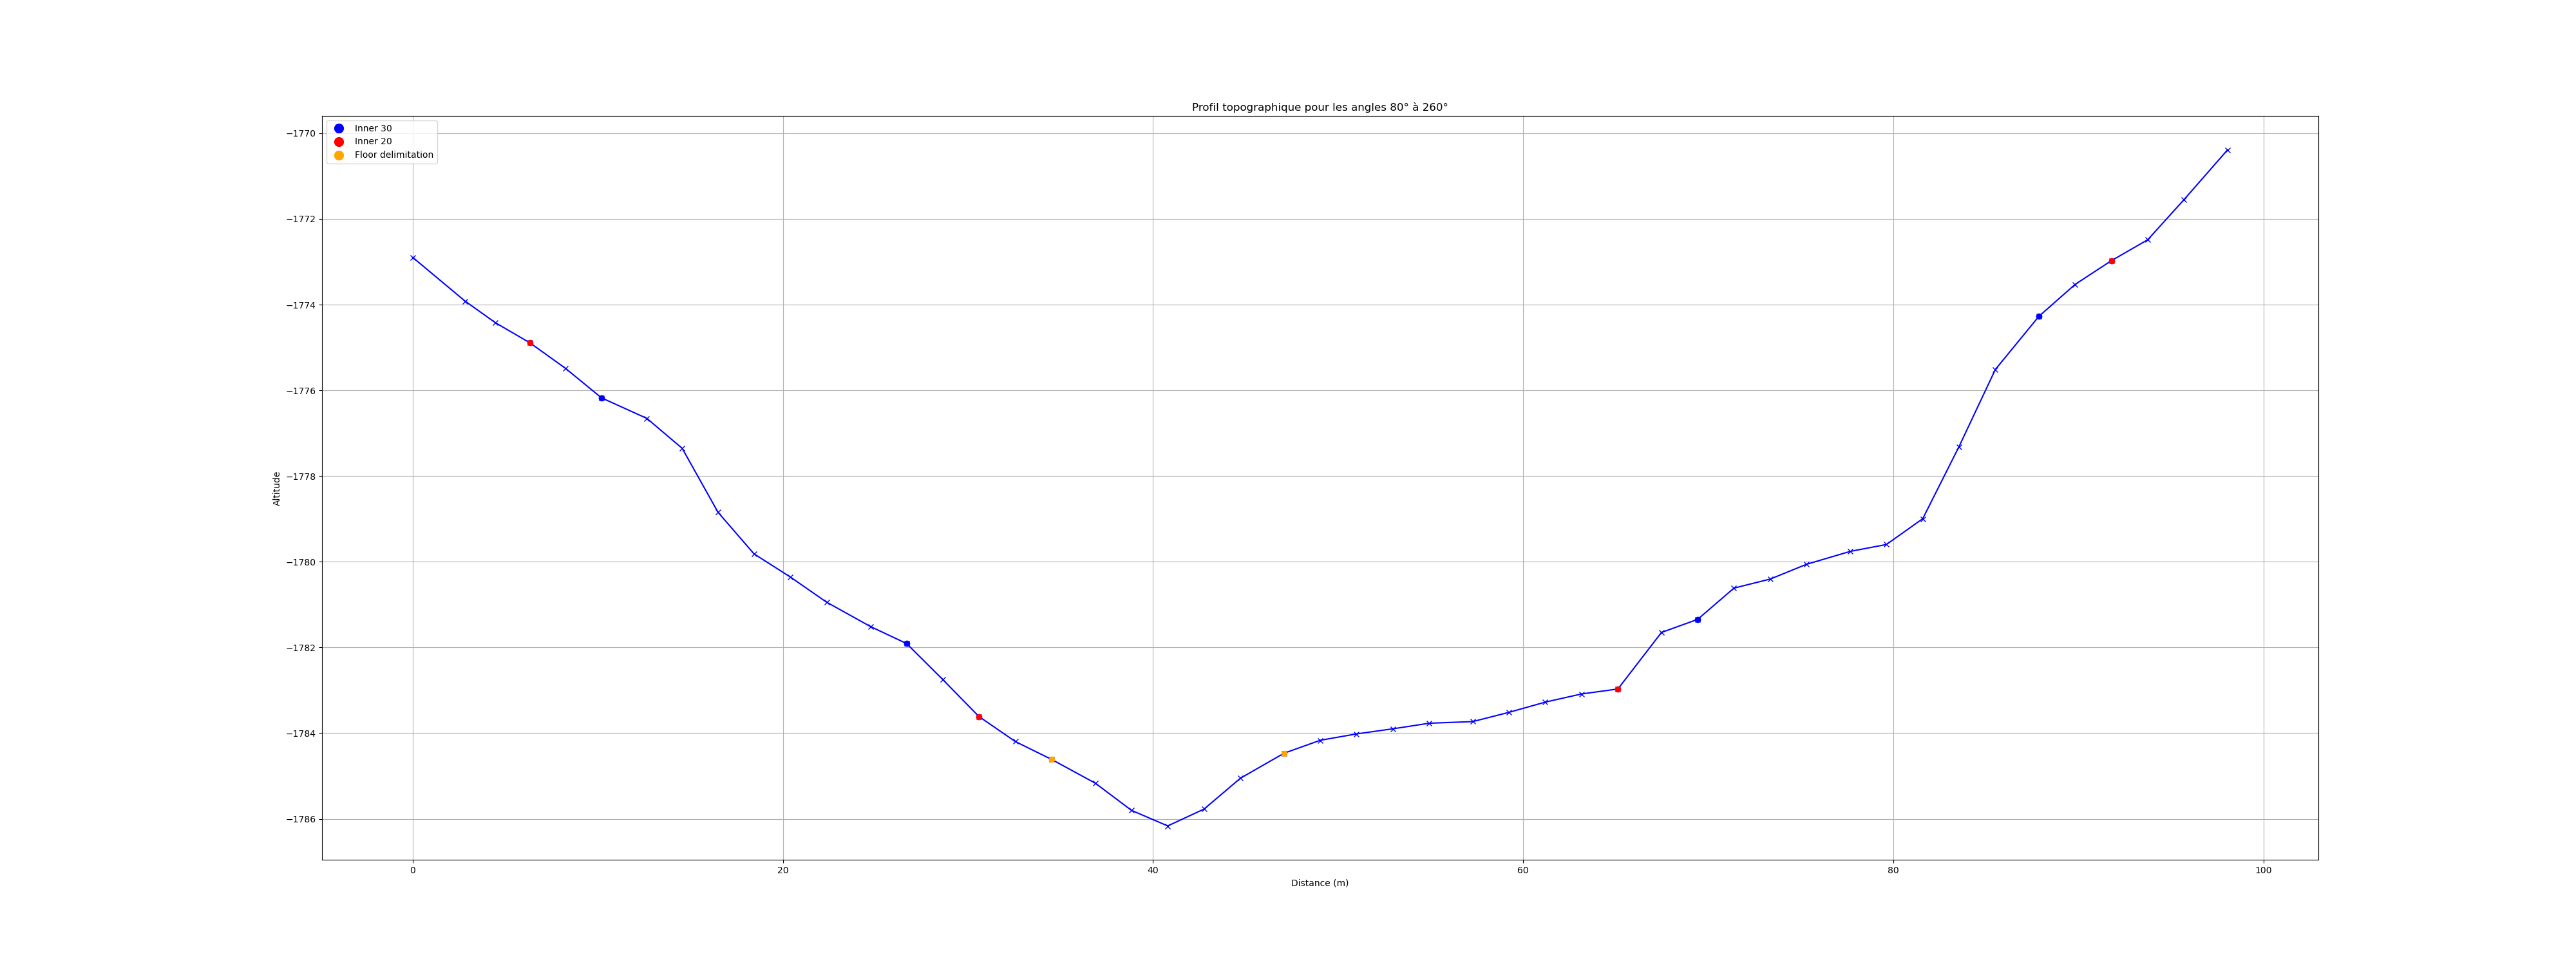 Profil topographique pour les angles 80° à 260°
Inner 30
Inner 20
Floor delimitation
−1770
−1772
−1774
−1776
−1778
−1780
−1782
−1784
−1786
Altitude
0 20 40 60 80 100
Distance (m)